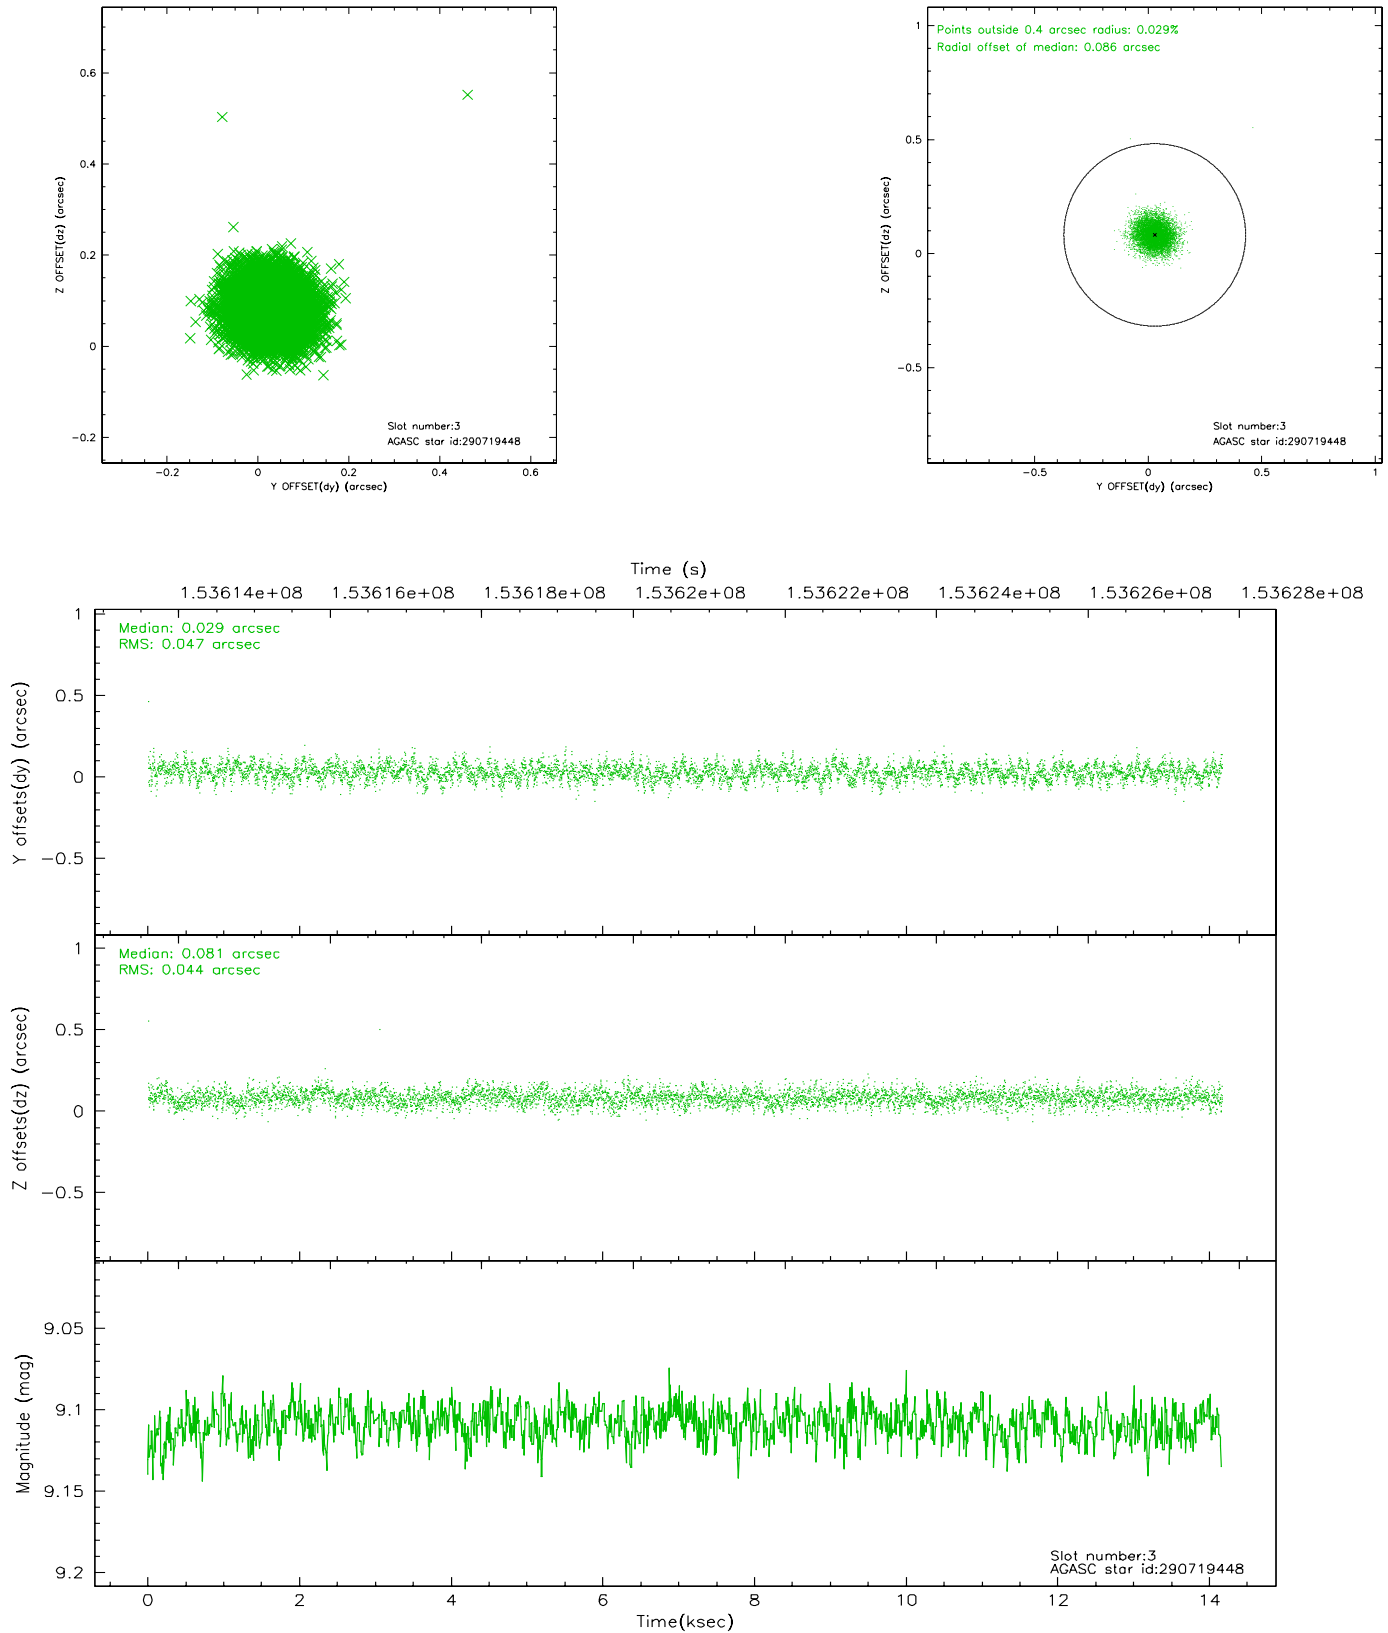 0.6
0.4
0.2
0
−0.2
Z OFFSET(dz) (arcsec)
Slot number:3
AGASC star id:290719448
−0.2 0 0.2 0.4 0.6
Y OFFSET(dy) (arcsec)
Points outside 0.4 arcsec radius: 0.029%
Radial offset of median: 0.086 arcsec
1
0.5
0
−0.5
Z OFFSET(dz) (arcsec)
Slot number:3
AGASC star id:290719448
−0.5 0 0.5 1
Y OFFSET(dy) (arcsec)
Time (s)
1.53614e+08 1.53616e+08 1.53618e+08 1.5362e+08 1.53622e+08 1.53624e+08 1.53626e+08 1.53628e+08
Median: 0.029 arcsec
RMS: 0.047 arcsec
1
0.5
0
−0.5
Y offsets(dy) (arcsec)
Median: 0.081 arcsec
RMS: 0.044 arcsec
1
0.5
0
−0.5
Z offsets(dz) (arcsec)
9.05
9.1
9.15
9.2
Magnitude (mag)
Slot number:3
AGASC star id:290719448
0 2 4 6 8 10 12 14
Time(ksec)